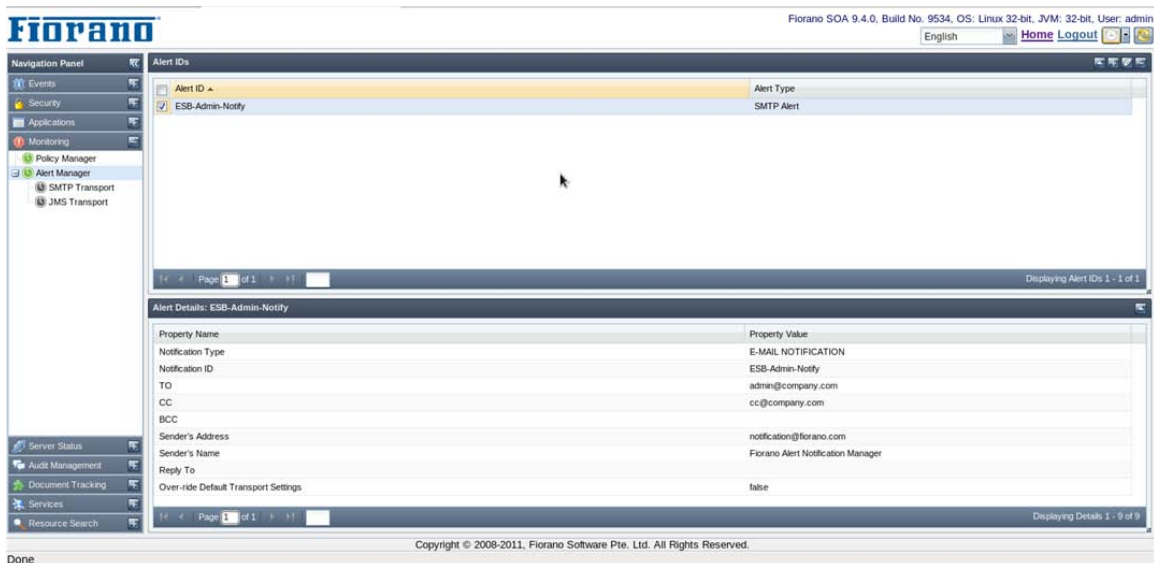 Fiorano
Fiorano SOA 9.4.0, Build No. 9534, OS: Linux 32-bit, JVM: 32-bit, User: admin
English Home Logout
Navigation Panel
Events
Security
Applications
Monitoring
Policy Manager
Alert Manager
SMTP Transport
JMS Transport
Server Status
Audit Management
Document Tracking
Services
Resource Search
Alert IDs
Alert ID Alert Type
ESB-Admin-Notify SMTP Alert
Page 1 of 1 Displaying Alert IDs 1 - 1 of 1
Alert Details: ESB-Admin-Notify
Property Name Property Value
Notification Type E-MAIL NOTIFICATION
Notification ID ESB-Admin-Notify
TO admin@company.com
CC cc@company.com
BCC
Sender's Address notification@fiorano.com
Sender's Name Fiorano Alert Notification Manager
Reply To
Over-ride Default Transport Settings false
Page 1 of 1 Displaying Details 1 - 9 of 9
Copyright © 2008-2011, Fiorano Software Pte. Ltd. All Rights Reserved.
Done